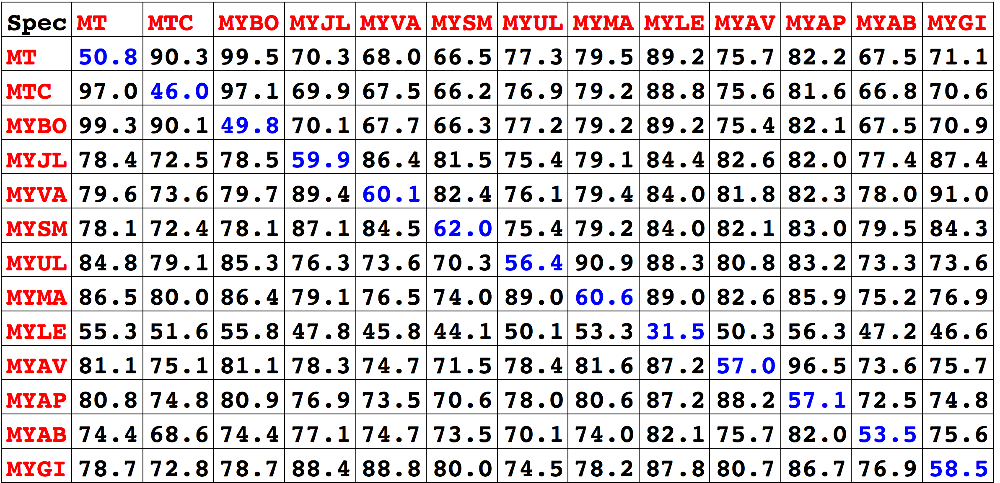 Spec MT MTC MYBO MYJL MYVA MYSM MYUL MYMA MYLE MYAV MYAP MYAB MYGI
MT 50.8 90.3 99.5 70.3 68.0 66.5 77.3 79.5 89.2 75.7 82.2 67.5 71.1
MTC 97.0 46.0 97.1 69.9 67.5 66.2 76.9 79.2 88.8 75.6 81.6 66.8 70.6
MYBO 99.3 90.1 49.8 70.1 67.7 66.3 77.2 79.2 89.2 75.4 82.1 67.5 70.9
MYJL 78.4 72.5 78.5 59.9 86.4 81.5 75.4 79.1 84.4 82.6 82.0 77.4 87.4
MYVA 79.6 73.6 79.7 89.4 60.1 82.4 76.1 79.4 84.0 81.8 82.3 78.0 91.0
MYSM 78.1 72.4 78.1 87.1 84.5 62.0 75.4 79.2 84.0 82.1 83.0 79.5 84.3
MYUL 84.8 79.1 85.3 76.3 73.6 70.3 56.4 90.9 88.3 80.8 83.2 73.3 73.6
MYMA 86.5 80.0 86.4 79.1 76.5 74.0 89.0 60.6 89.0 82.6 85.9 75.2 76.9
MYLE 55.3 51.6 55.8 47.8 45.8 44.1 50.1 53.3 31.5 50.3 56.3 47.2 46.6
MYAV 81.1 75.1 81.1 78.3 74.7 71.5 78.4 81.6 87.2 57.0 96.5 73.6 75.7
MYAP 80.8 74.8 80.9 76.9 73.5 70.6 78.0 80.6 87.2 88.2 57.1 72.5 74.8
MYAB 74.4 68.6 74.4 77.1 74.7 73.5 70.1 74.0 82.1 75.7 82.0 53.5 75.6
MYGI 78.7 72.8 78.7 88.4 88.8 80.0 74.5 78.2 87.8 80.7 86.7 76.9 58.5